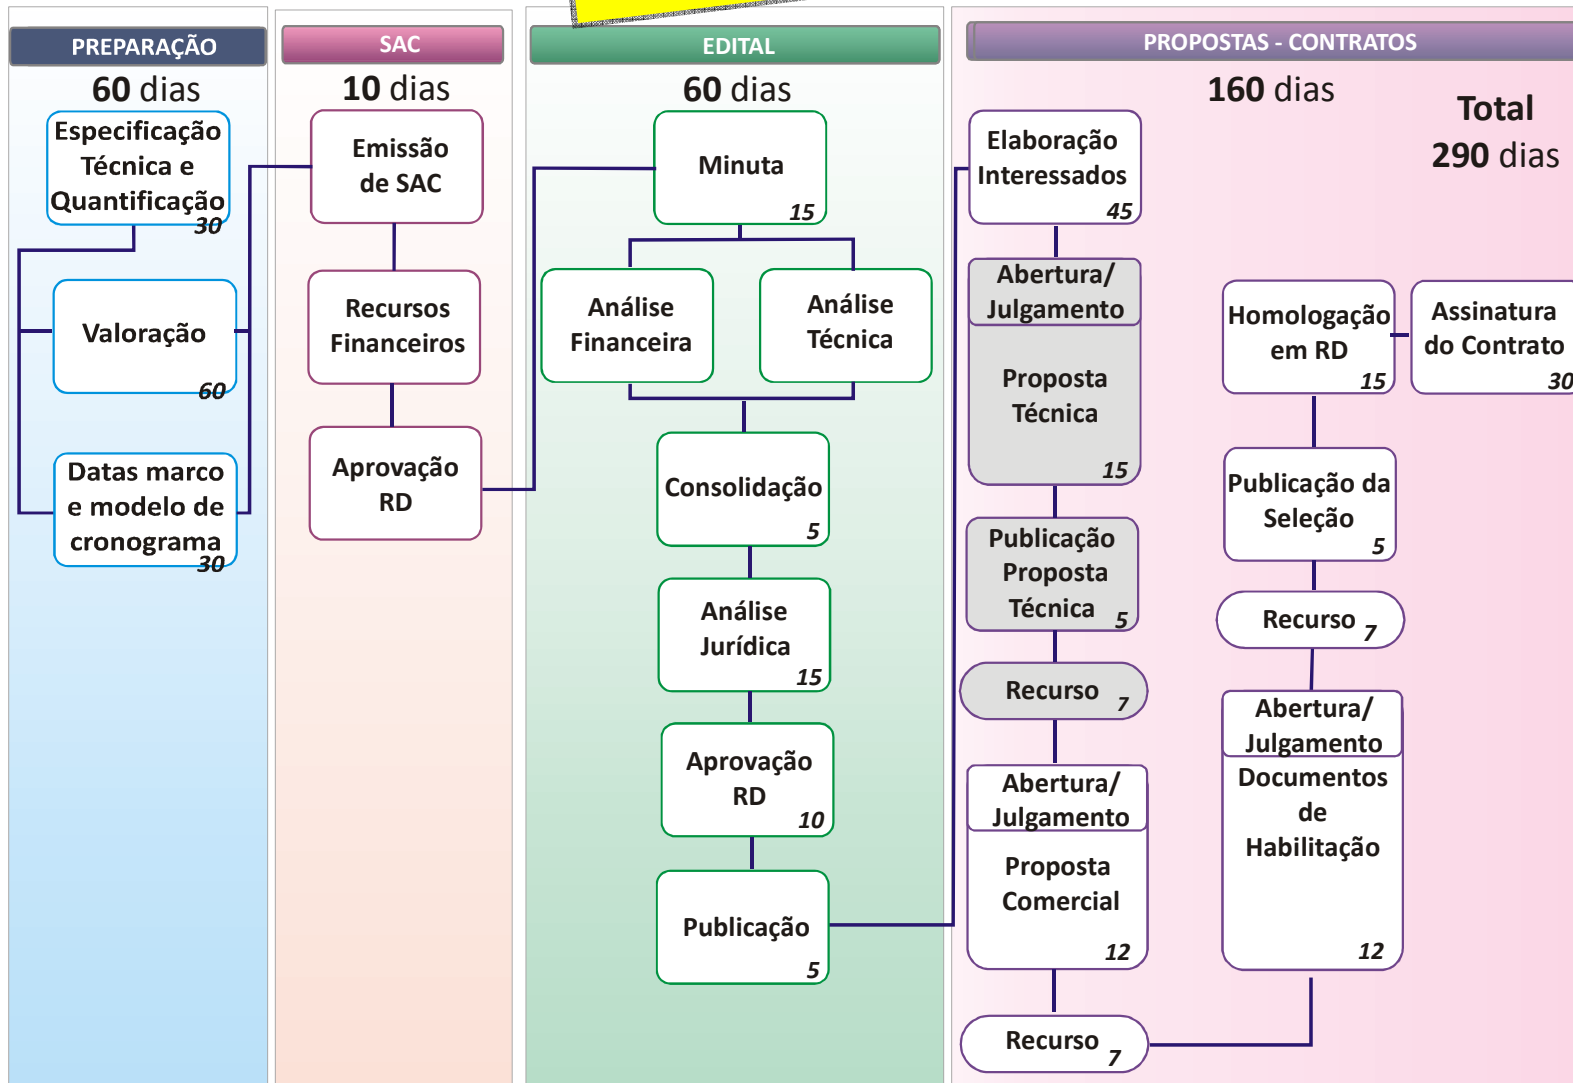 PREPARAÇÃO
60 dias
Especificação
Técnica e
Quantificação
30
Valoração
60
Datas marco
e modelo de
cronograma
30
SAC
10 dias
Emissão
de SAC
Recursos
Financeiros
Aprovação
RD
EDITAL
60 dias
Minuta
15
Análise
Financeira
Análise
Técnica
Consolidação
5
Análise
Jurídica
15
Aprovação
RD
10
Publicação
5
PROPOSTAS - CONTRATOS
160 dias
Total
290 dias
Elaboração
Interessados
45
Abertura/
Julgamento
Proposta
Técnica
15
Publicação
Proposta
Técnica
5
Recurso
7
Abertura/
Julgamento
Proposta
Comercial
12
Recurso
7
Homologação
em RD
15
Assinatura
do Contrato
30
Publicação da
Seleção
5
Recurso
7
Abertura/
Julgamento
Documentos
de
Habilitação
12